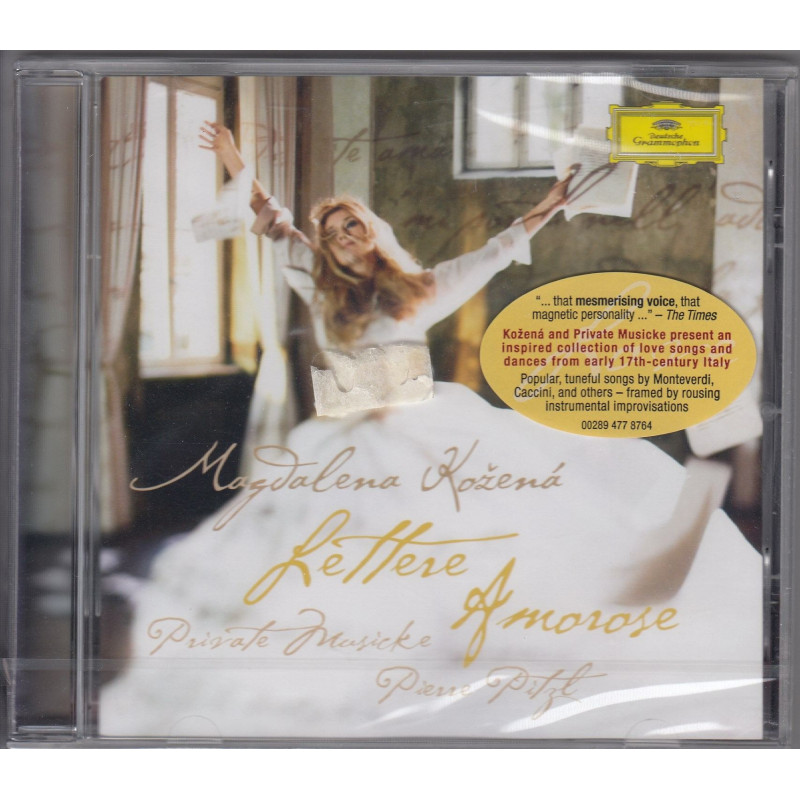 Deutsche
Grammophon
"... that mesmerising voice, that
magnetic personality ..." – The Times
Kožená and Private Musicke present an
inspired collection of love songs and
dances from early 17th-century Italy
Popular, tuneful songs by Monteverdi,
Caccini, and others – framed by rousing
instrumental improvisations
00289 477 8764
Magdalena Kožená
Lettere
Amorose
Private Musicke
Pierre Pitzl